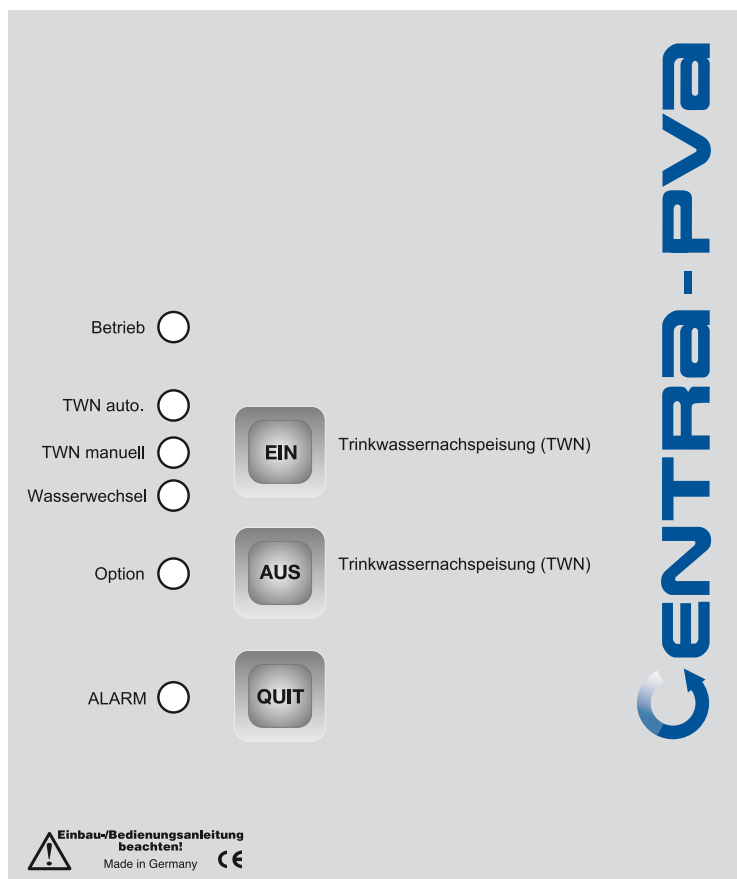 Betrieb
TWN auto.
TWN manuell
Wasserwechsel
Option
ALARM
EIN
Trinkwassernachspeisung (TWN)
AUS
Trinkwassernachspeisung (TWN)
QUIT
CENTRa-PVa
Einbau-/Bedienungsanleitung
beachten!
Made in Germany CE